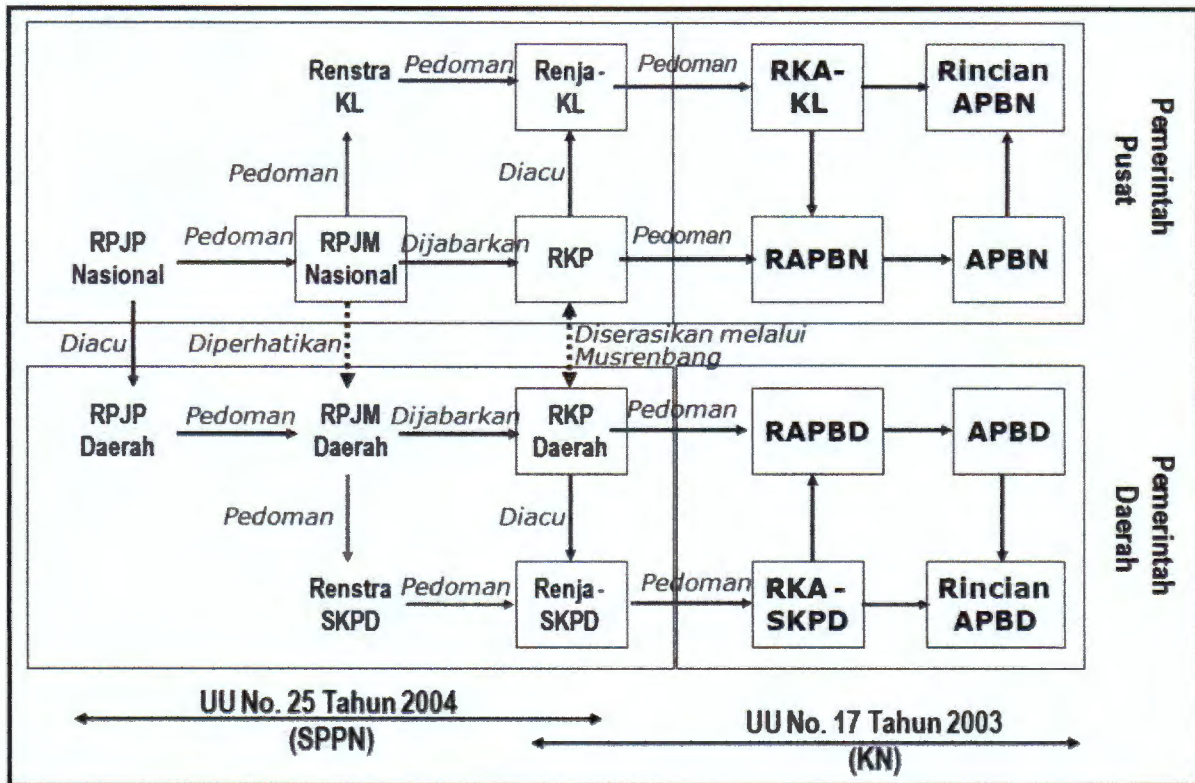 Renstra
KL
Pedoman
Renja-
KL
Pedoman
RKA-
KL
Rincian
APBN
Pedoman
Diacu
RPJP
Nasional
Pedoman
RPJM
Nasional
Dijabarkan
RKP
Pedoman
RAPBN
APBN
Pemerintah
Pusat
Diacu
Diperhatikan
Diserasikan melalui
Musrenbang
RPJP
Daerah
Pedoman
RPJM
Daerah
Dijabarkan
RKP
Daerah
Pedoman
RAPBD
APBD
Pedoman
Diacu
Renstra
SKPD
Pedoman
Renja-
SKPD
Pedoman
RKA -
SKPD
Rincian
APBD
Pemerintah
Daerah
UU No. 25 Tahun 2004
(SPPN)
UU No. 17 Tahun 2003
(KN)